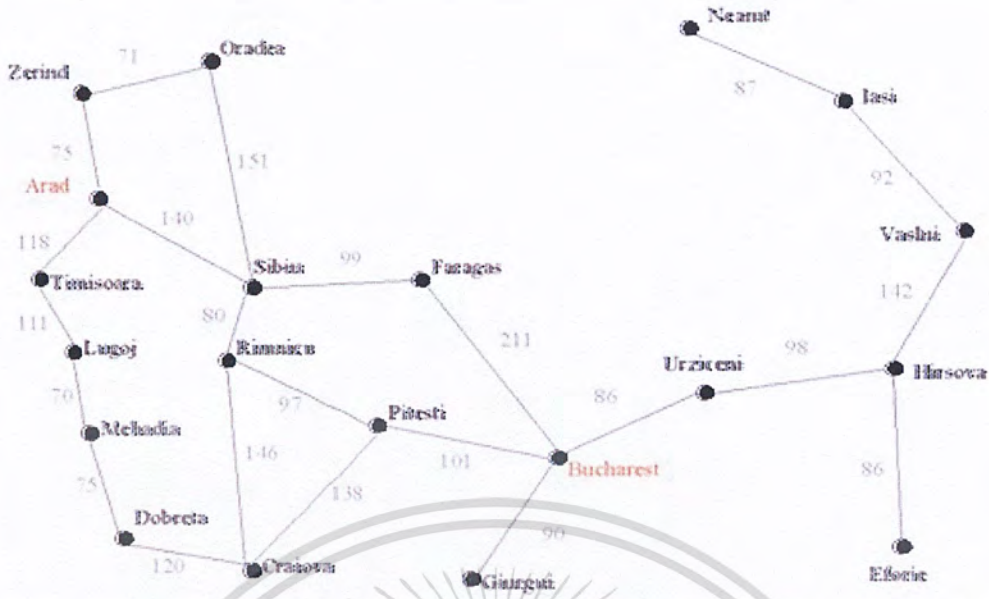 Neamt
Oradea
71
Zerind
87
Iasi
75
151
92
Arad
140
Vaslui
118
Sibiu
99
Faragas
Timisoara
142
80
111
Lugoj
Rimnicu
211
98
Urziceni
Hirsova
70
97
86
Pitesti
Mehadia
146
101
Bucharest
86
75
138
Dobreta
90
120
Craiova
Giurgui
Eforie